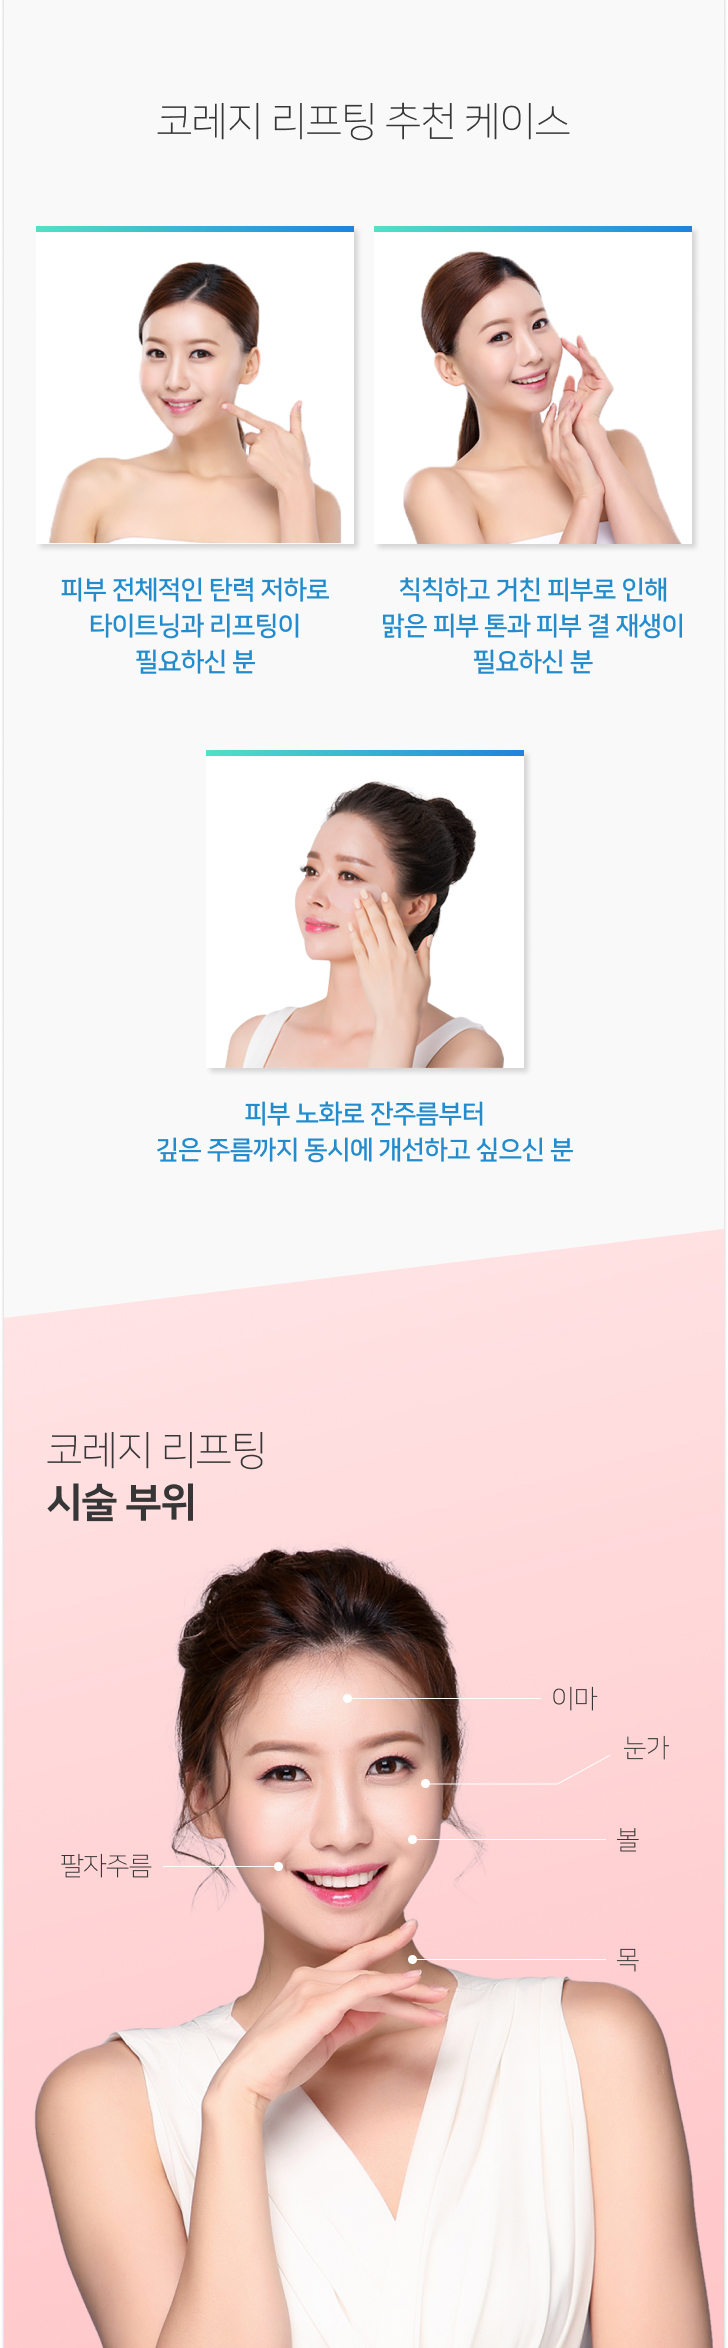 코레지 리프팅 추천 케이스
피부 전체적인 탄력 저하로
타이트닝과 리프팅이
필요하신 분
칙칙하고 거친 피부로 인해
맑은 피부 톤과 피부 결 재생이
필요하신 분
피부 노화로 잔주름부터
깊은 주름까지 동시에 개선하고 싶으신 분
코레지 리프팅
시술 부위
이마
눈가
볼
팔자주름
목